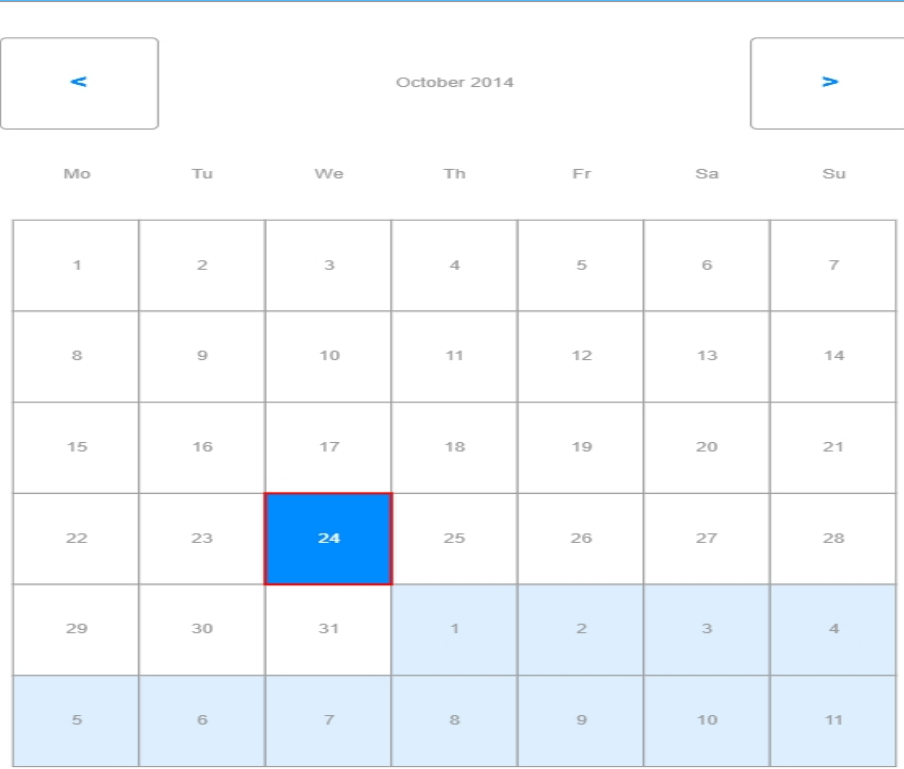 < October 2014 >
Mo Tu We Th Fr Sa Su
1 2 3 4 5 6 7
8 9 10 11 12 13 14
15 16 17 18 19 20 21
22 23 24 25 26 27 28
29 30 31 1 2 3 4
5 6 7 8 9 10 11